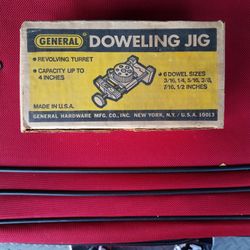 GENERAL DOWELING JIG
• REVOLVING TURRET
• CAPACITY UP TO
4 INCHES
• 6 DOWEL SIZES
3/16, 1/4, 5/16, 3/8,
7/16, 1/2 INCHES
MADE IN U.S.A.
GENERAL HARDWARE MFG. CO., INC. NEW YORK, N.Y. / U.S.A. 10013